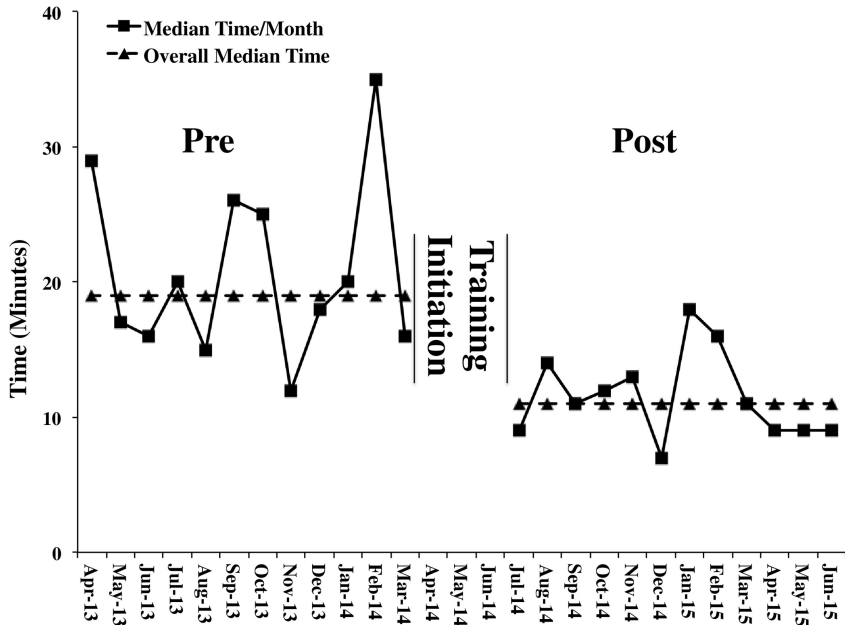 40
Median Time/Month
Overall Median Time
Pre
Post
30
Training
Initiation
20
Time (Minutes)
10
0
Apr-13
May-13
Jun-13
Jul-13
Aug-13
Sep-13
Oct-13
Nov-13
Dec-13
Jan-14
Feb-14
Mar-14
Apr-14
May-14
Jun-14
Jul-14
Aug-14
Sep-14
Oct-14
Nov-14
Dec-14
Jan-15
Feb-15
Mar-15
Apr-15
May-15
Jun-15